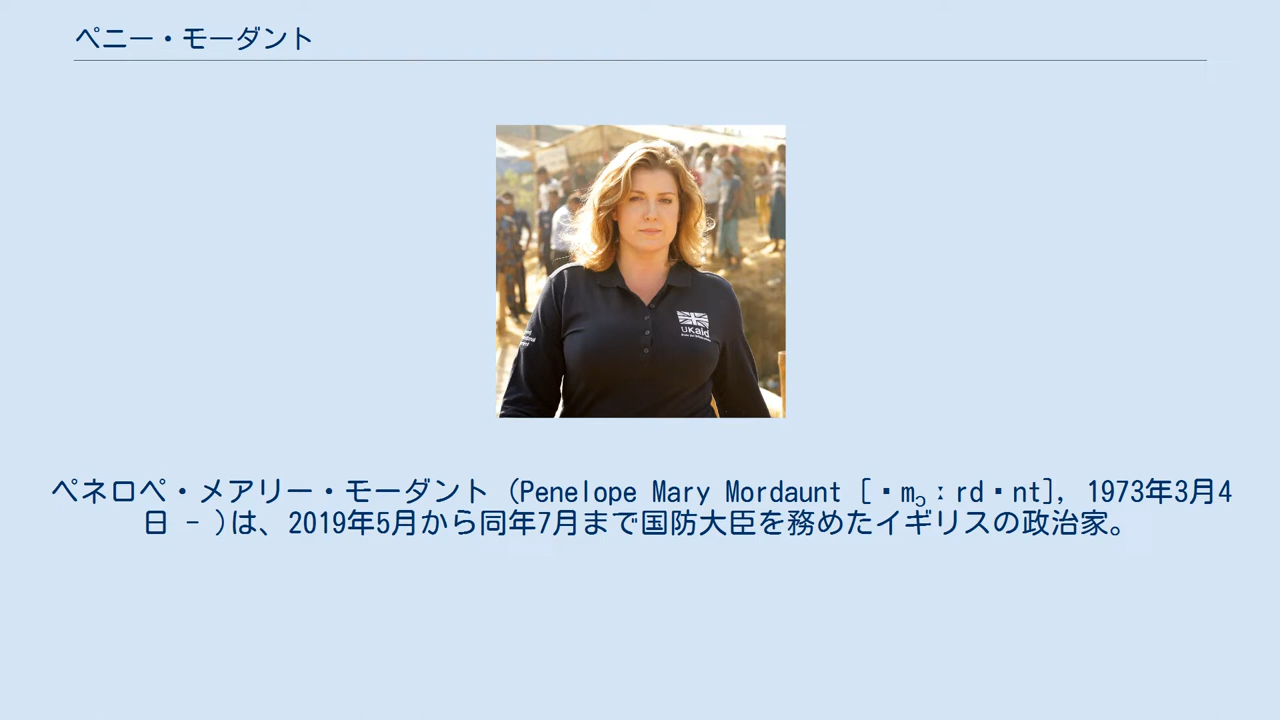 ペニー・モーダント
UKaid
ペネロペ・メアリー・モーダント (Penelope Mary Mordaunt [ˈmɔːrdənt], 1973年3月4
日 - )は、2019年5月から同年7月まで国防大臣を務めたイギリスの政治家。